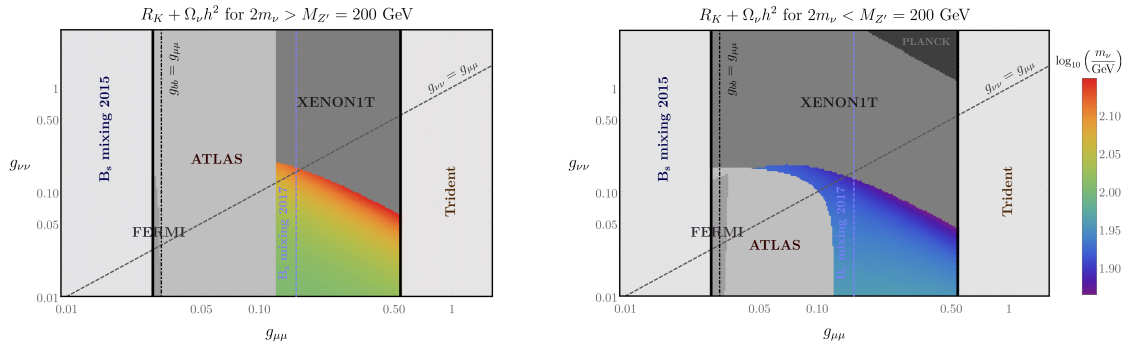 R_K + Ω_ν h² for 2m_ν > M_Z′ = 200 GeV
B_s mixing 2015
g_bb = g_μμ
XENON1T
g_νν = g_μμ
ATLAS
FERMI
B_s mixing 2017
Trident
g_νν
1
0.50
0.10
0.05
0.01
0.01
0.05
0.10
0.50
1
g_μμ
R_K + Ω_ν h² for 2m_ν < M_Z′ = 200 GeV
B_s mixing 2015
g_bb = g_μμ
PLANCK
XENON1T
g_νν = g_μμ
FERMI
ATLAS
B_s mixing 2017
Trident
g_νν
1
0.50
0.10
0.05
0.01
0.01
0.05
0.10
0.50
1
g_μμ
log₁₀ (m_ν/GeV)
2.10
2.05
2.00
1.95
1.90